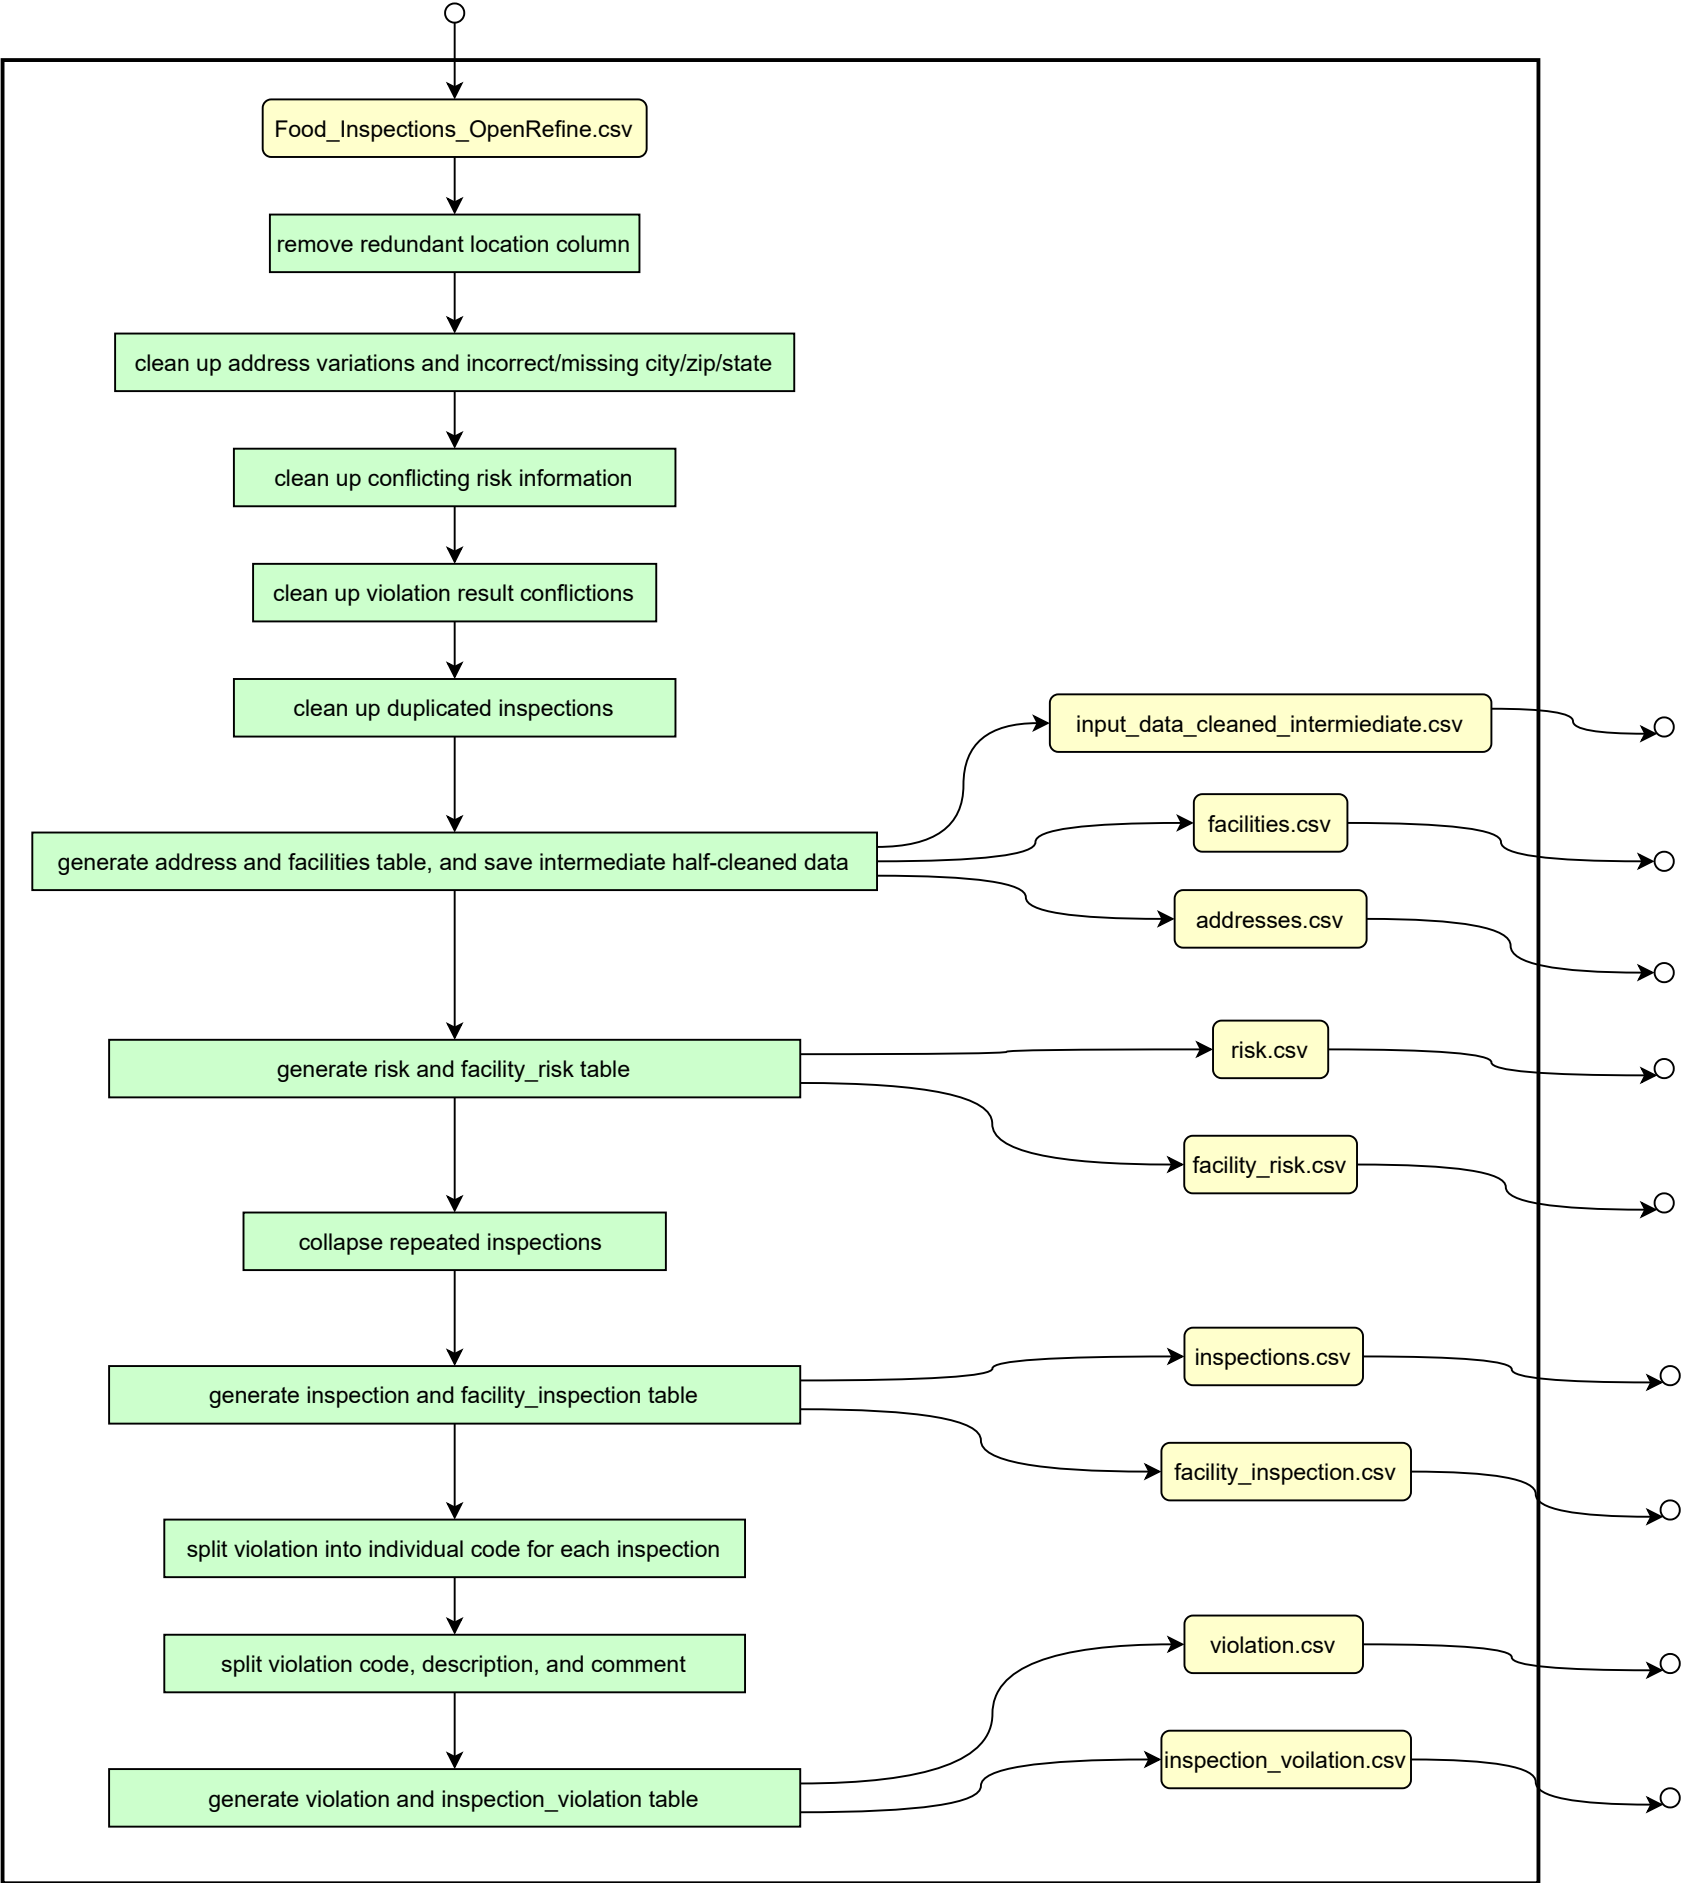 Food_Inspections_OpenRefine.csv
remove redundant location column
clean up address variations and incorrect/missing city/zip/state
clean up conflicting risk information
clean up violation result conflictions
clean up duplicated inspections
input_data_cleaned_intermiediate.csv
facilities.csv
generate address and facilities table, and save intermediate half-cleaned data
addresses.csv
risk.csv
generate risk and facility_risk table
facility_risk.csv
collapse repeated inspections
inspections.csv
generate inspection and facility_inspection table
facility_inspection.csv
split violation into individual code for each inspection
violation.csv
split violation code, description, and comment
inspection_voilation.csv
generate violation and inspection_violation table